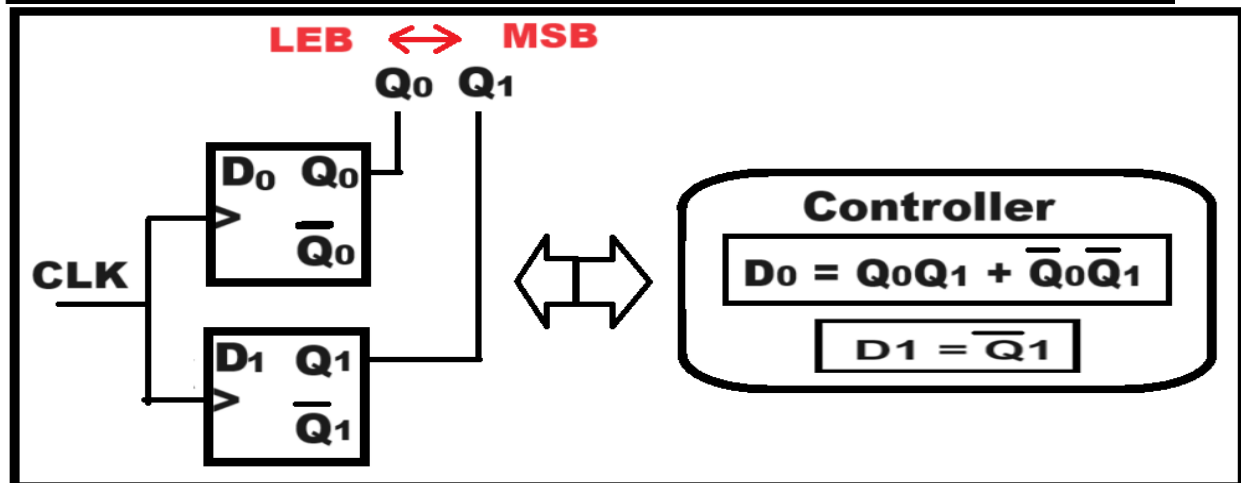 LEB ↔ MSB
Q₀ Q₁
D₀ Q₀
Q̅₀
CLK
D₁ Q₁
Q̅₁
Controller
D₀ = Q₀Q₁ + Q̅₀Q̅₁
D1 = Q̅1